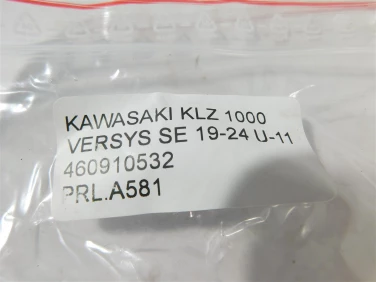 KAWASAKI KLZ 1000
VERSYS SE 19-24 U-11
460910532
PRL.A581